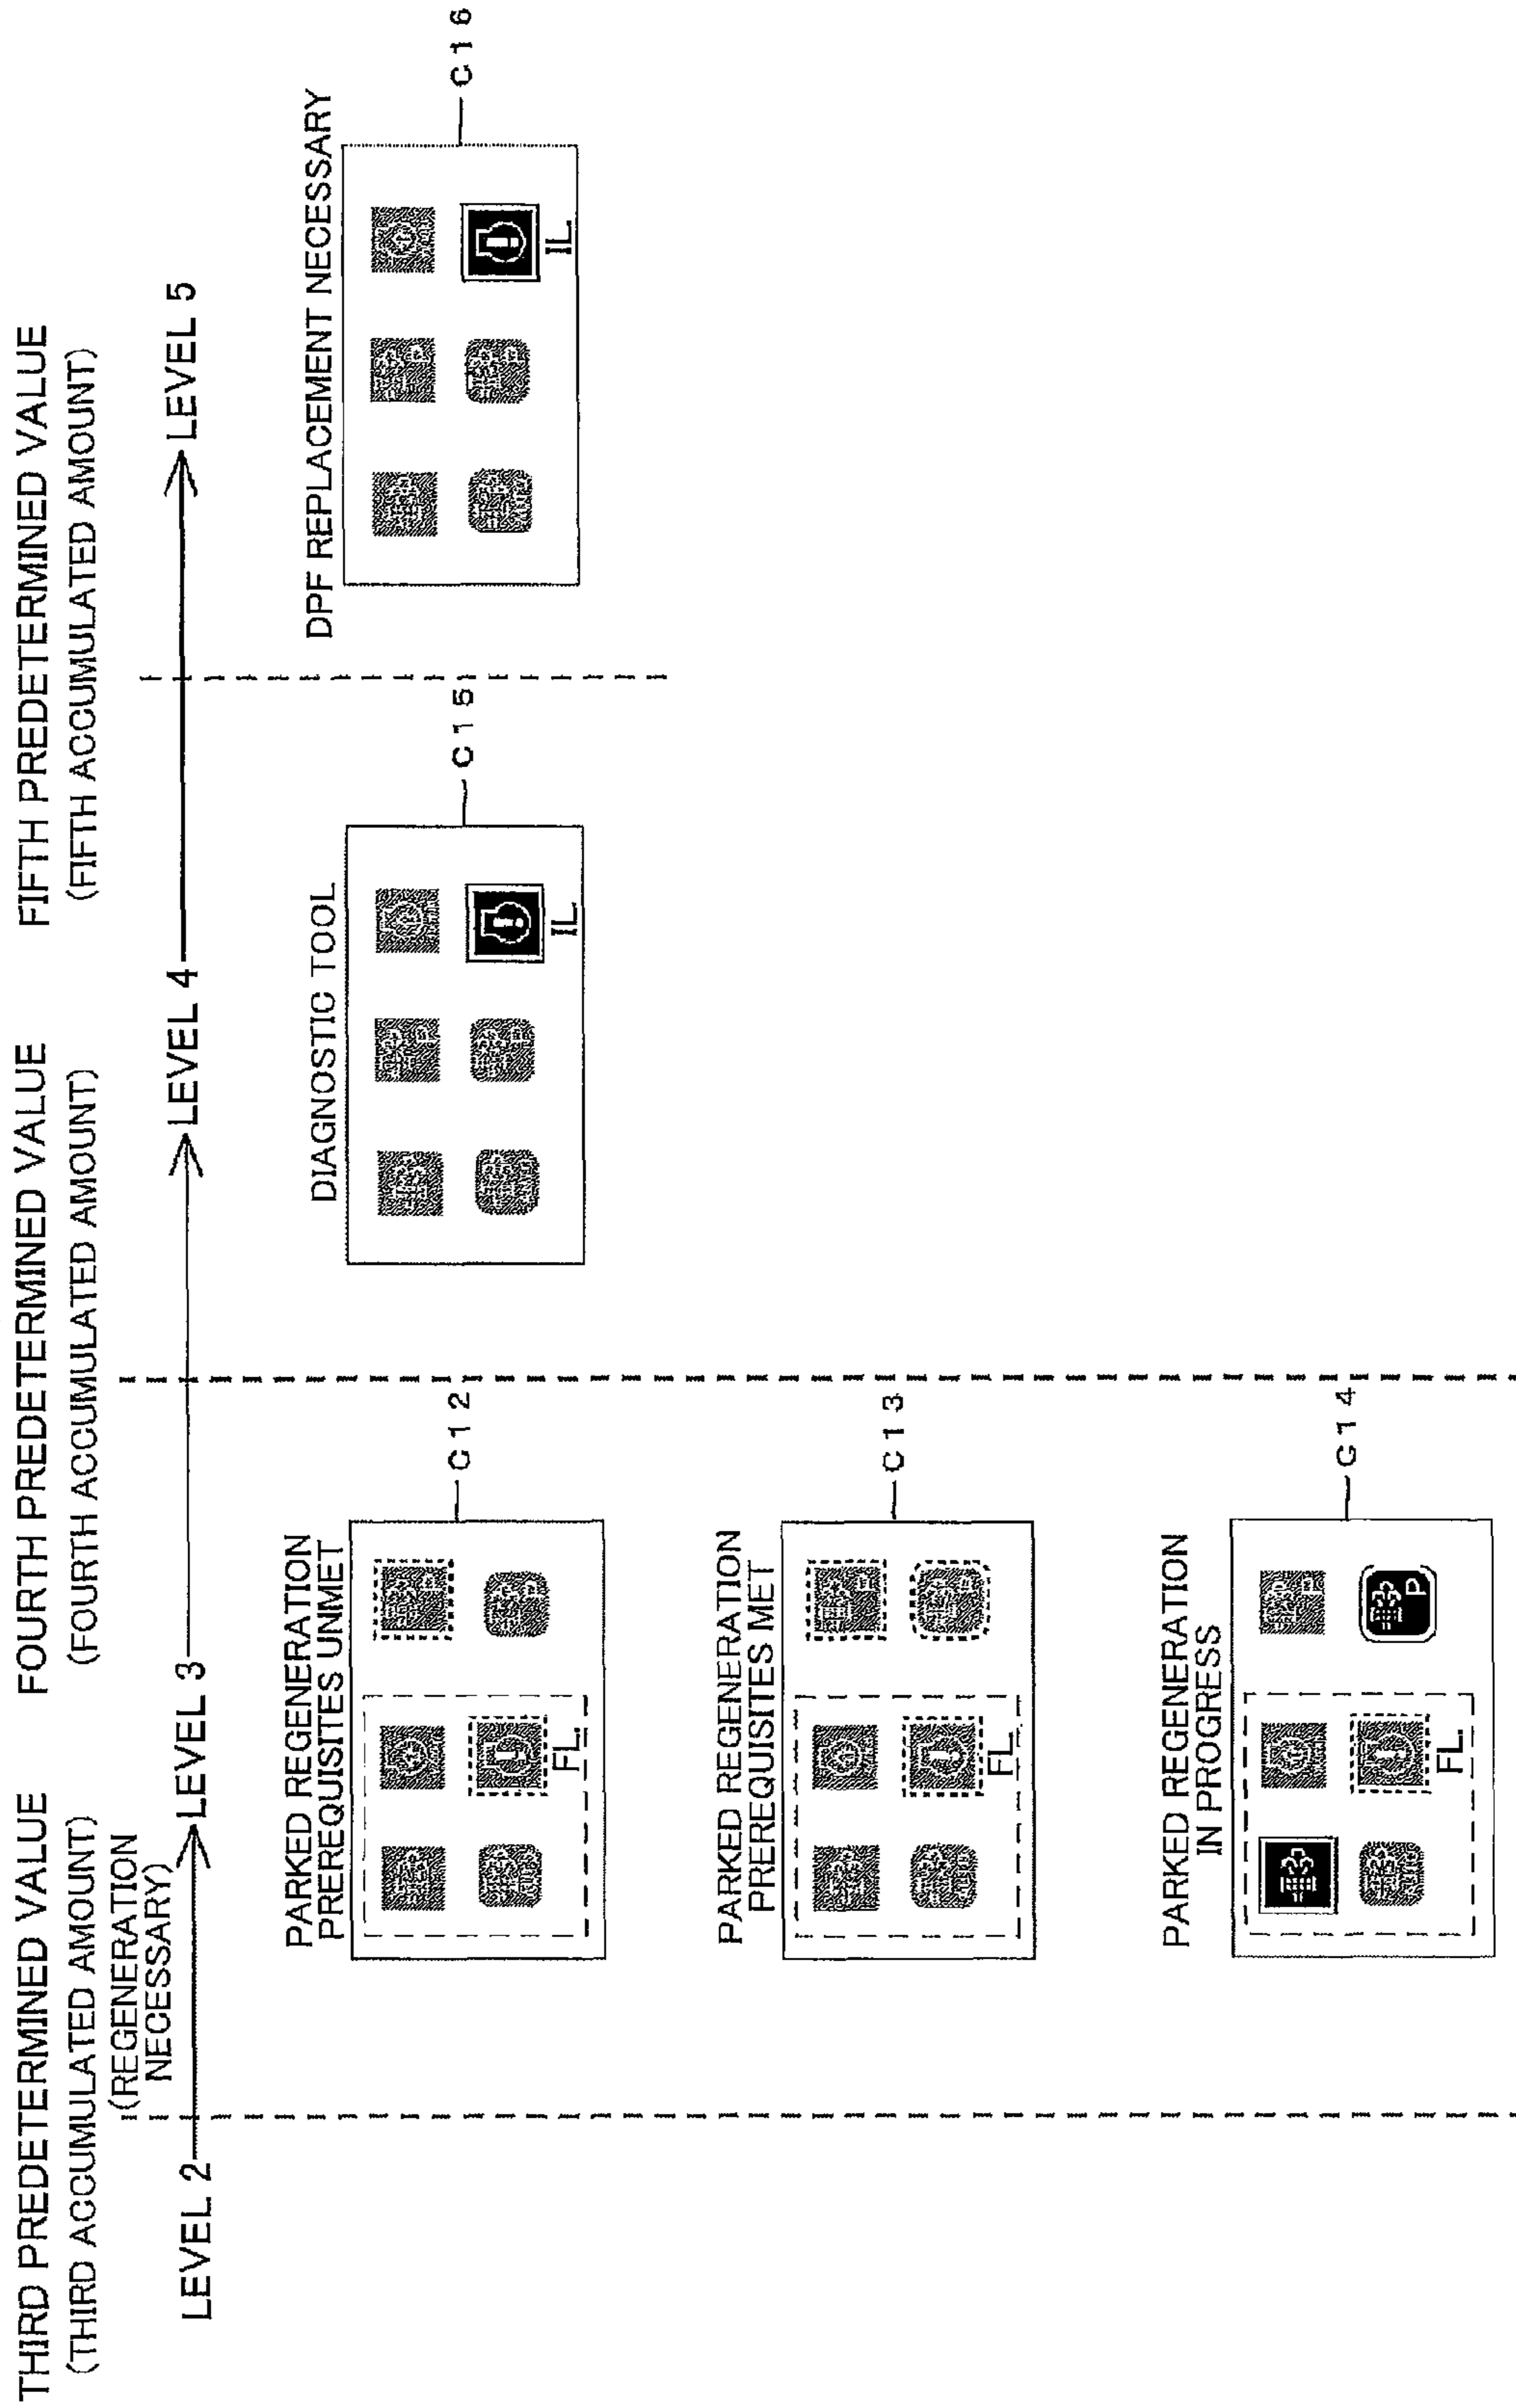 THIRD PREDETERMINED VALUE
(THIRD ACCUMULATED AMOUNT)
(REGENERATION
NECESSARY)
FOURTH PREDETERMINED VALUE
(FOURTH ACCUMULATED AMOUNT)
FIFTH PREDETERMINED VALUE
(FIFTH ACCUMULATED AMOUNT)
LEVEL 2
LEVEL 3
LEVEL 4
LEVEL 5
PARKED REGENERATION
PREREQUISITES UNMET
FL
C12
PARKED REGENERATION
PREREQUISITES MET
FL
C13
PARKED REGENERATION
IN PROGRESS
P
FL
C14
DIAGNOSTIC TOOL
IL
C15
DPF REPLACEMENT NECESSARY
IL
C16